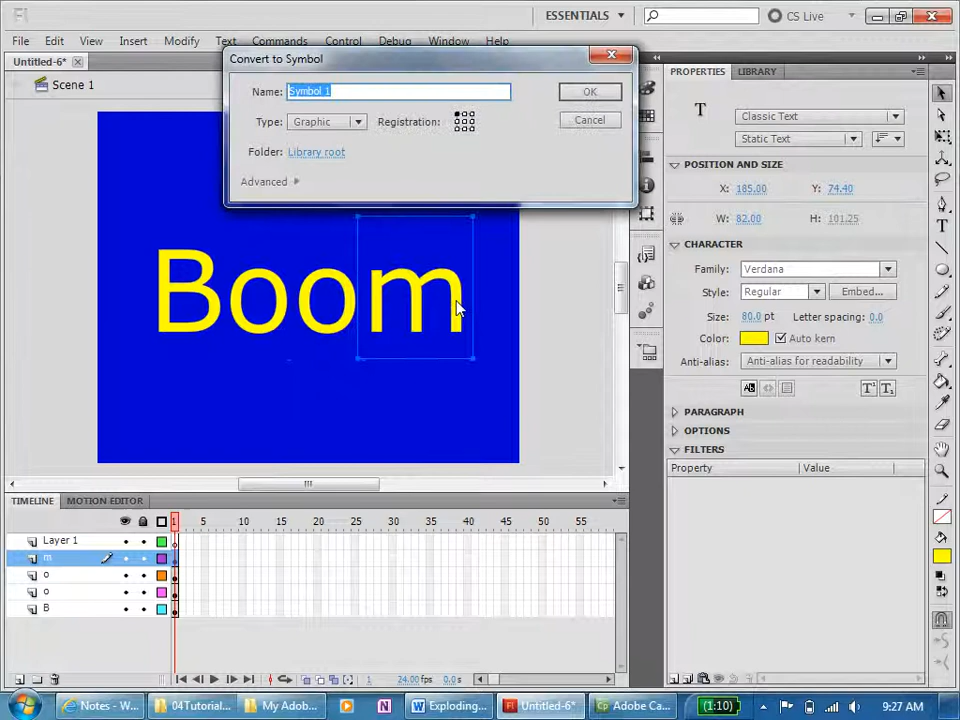 Fl
ESSENTIALS
CS Live
File Edit View Insert Modify Text Commands Control Debug Window Help
Untitled-6*
Scene 1
Convert to Symbol
Name: Symbol 1
OK
Type: Graphic
Registration:
Cancel
Folder: Library root
Advanced
Boom
PROPERTIES LIBRARY
T
Classic Text
Static Text
POSITION AND SIZE
X: 185.00 Y: 74.40
W: 82.00 H: 101.25
CHARACTER
Family: Verdana
Style: Regular Embed...
Size: 80.0 pt Letter spacing: 0.0
Color: Auto kern
Anti-alias: Anti-alias for readability
PARAGRAPH
OPTIONS
FILTERS
Property Value
TIMELINE MOTION EDITOR
1 5 10 15 20 25 30 35 40 45 50 55
Layer 1
m
o
o
B
1 24.00 fps 0.0 s
Notes - W... 04Tutorial... My Adob... Exploding... Untitled-6* Adobe Ca... (1:10) 9:27 AM